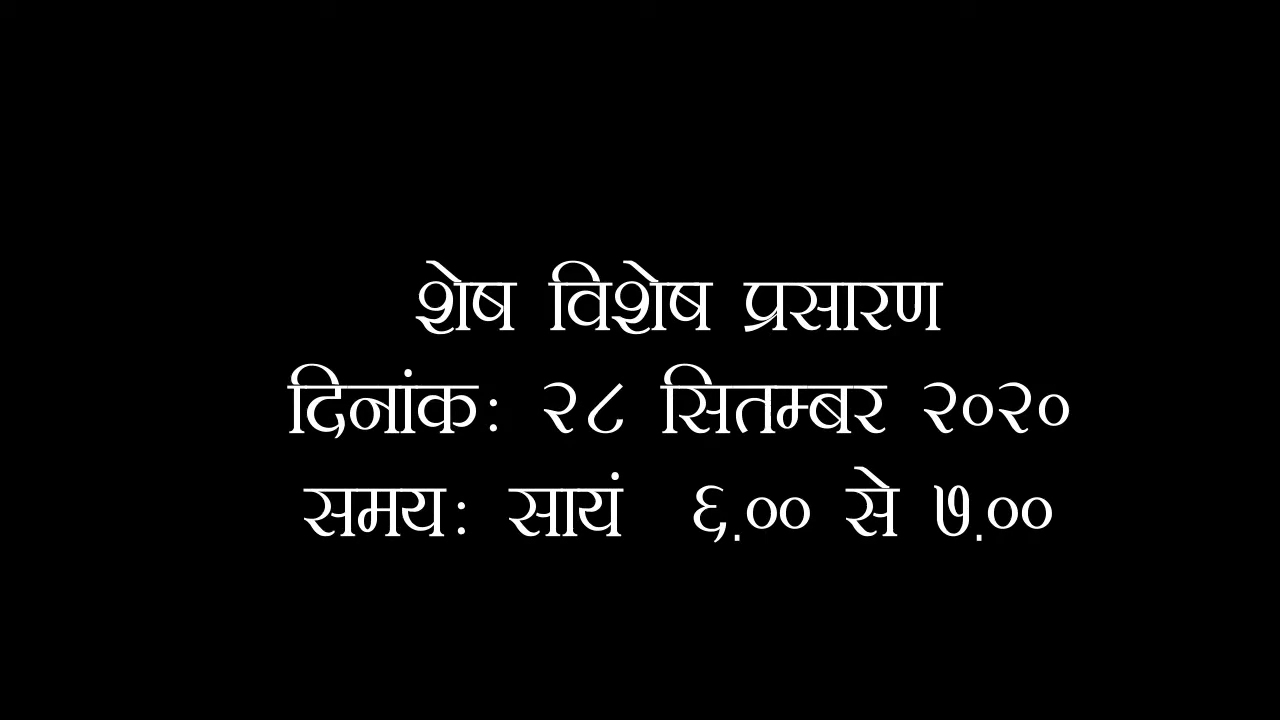 शेष विशेष प्रसारण
दिनांकः २८ सितम्बर २०२०
समयः सायं ६.०० से ७.००